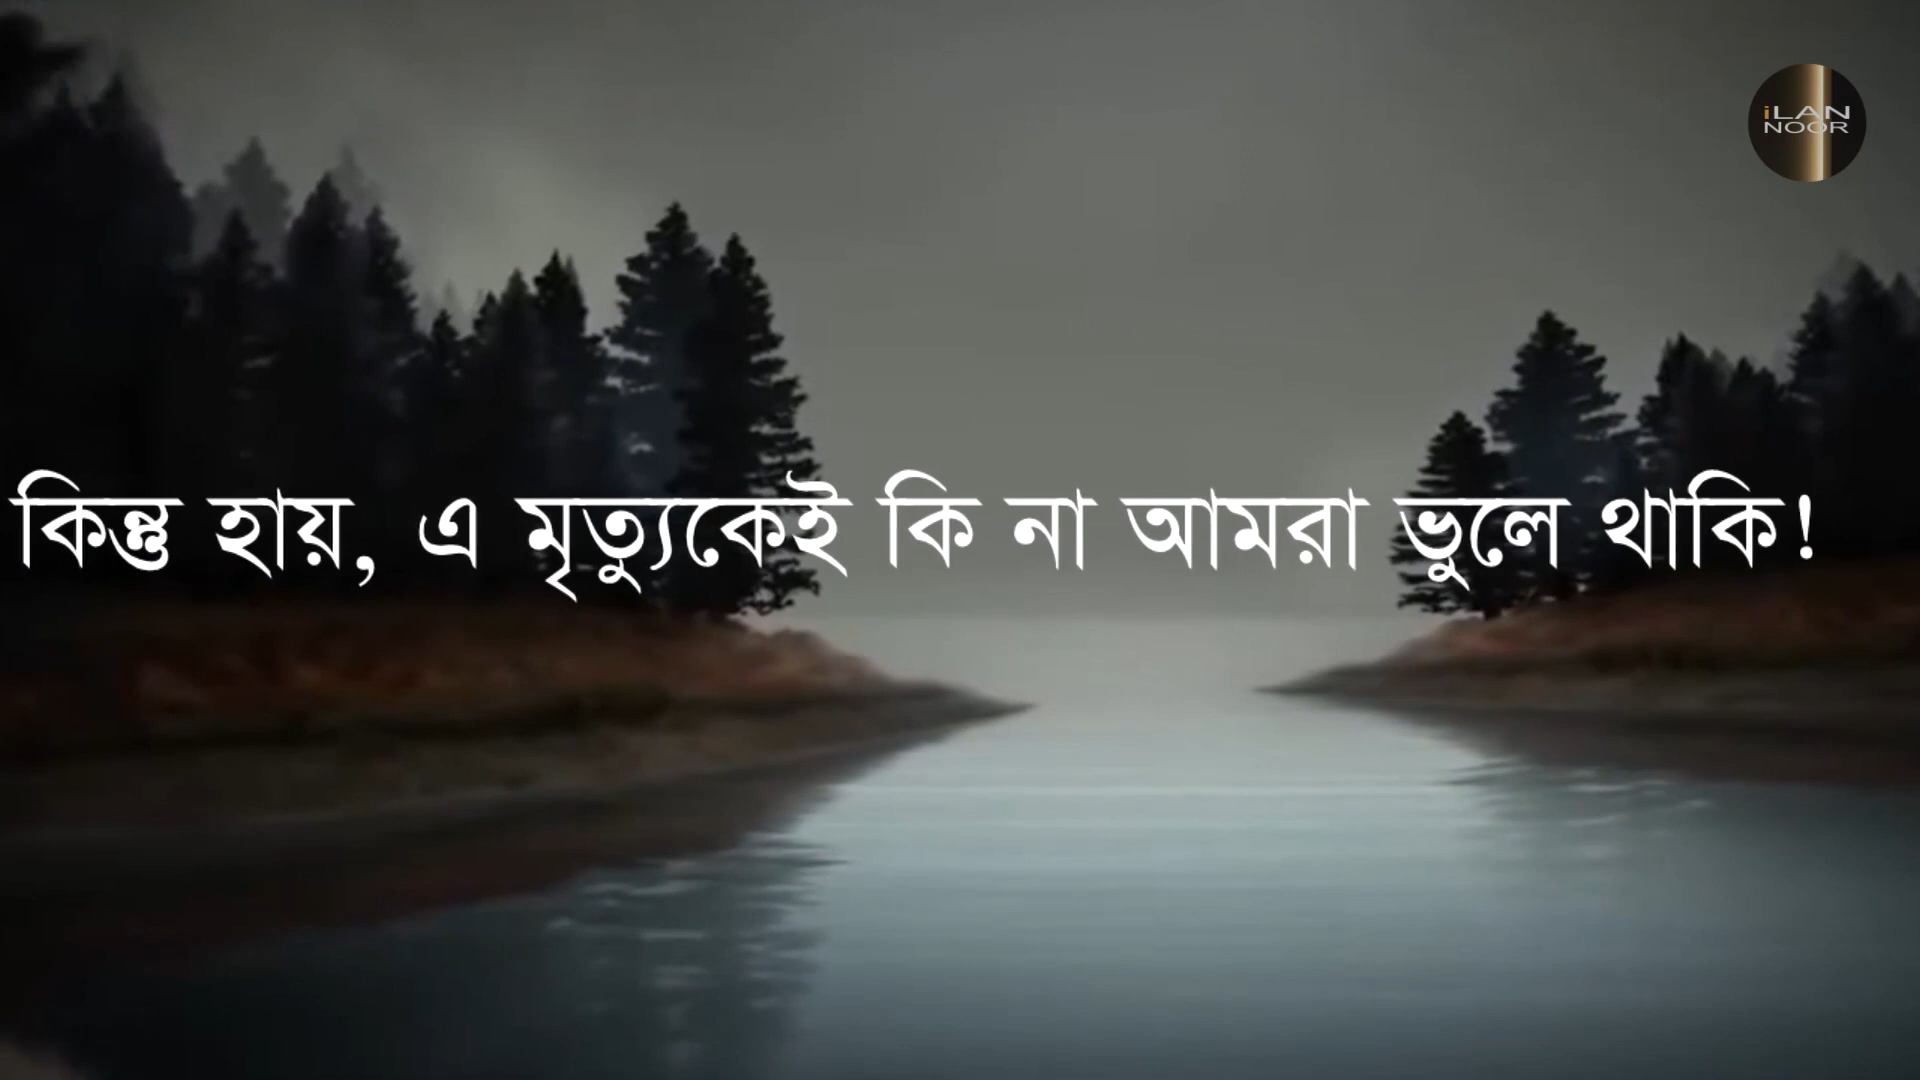 iLAN
NOOR
কিন্তু হায়, এ মৃত্যুকেই কি না আমরা ভুলে থাকি!